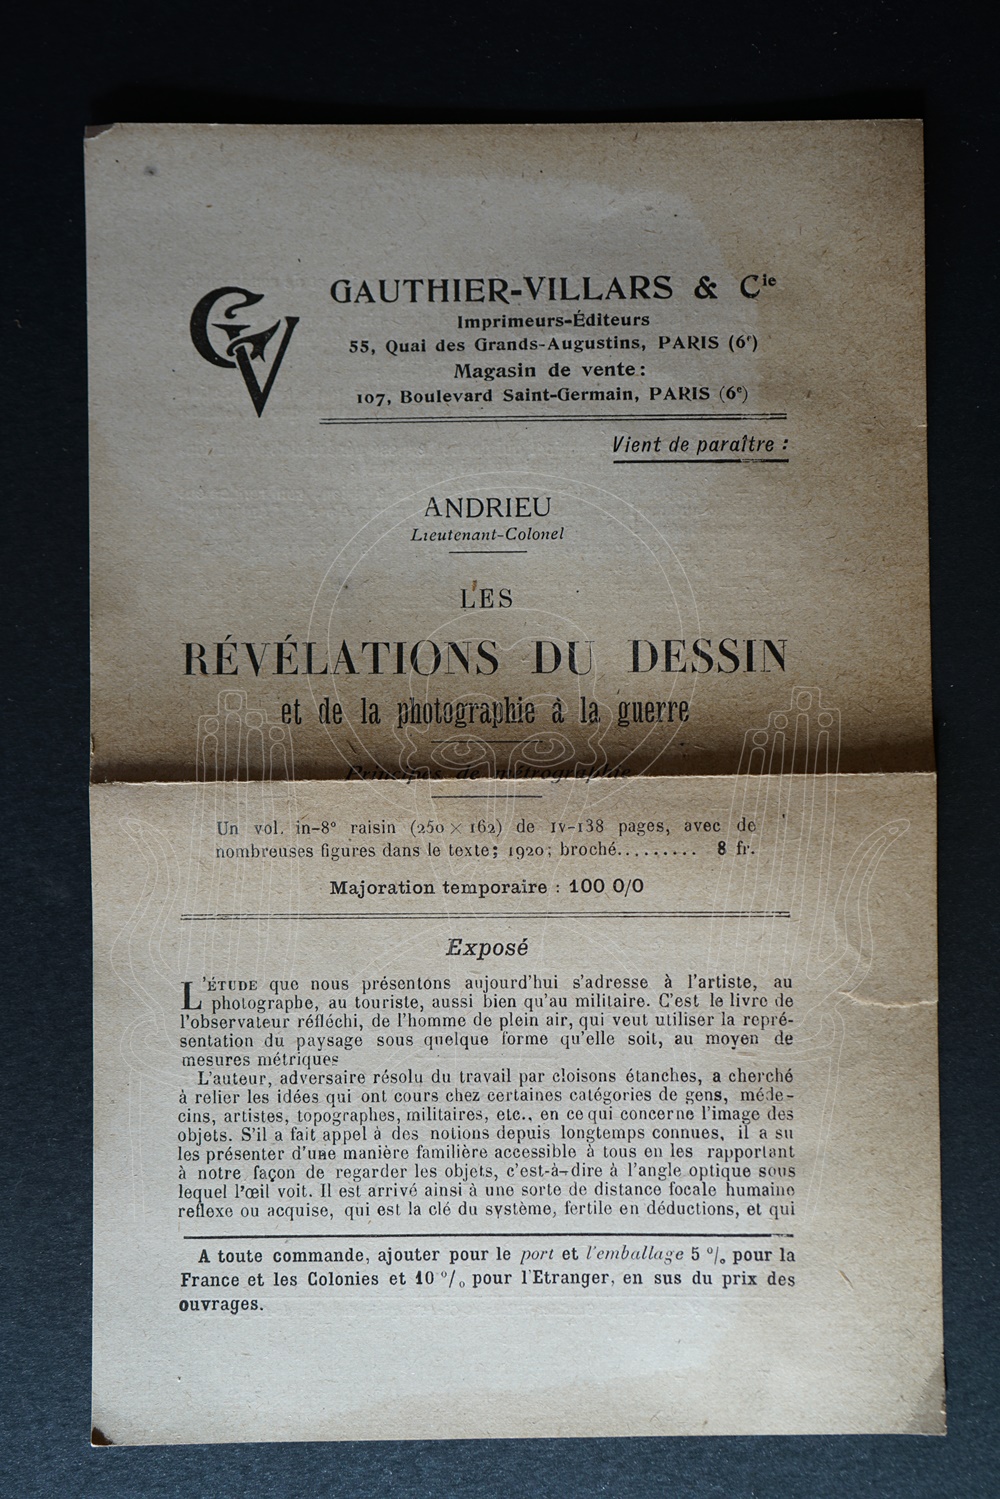 GV
GAUTHIER-VILLARS & Cie
Imprimeurs-Éditeurs
55, Quai des Grands-Augustins, PARIS (6e)
Magasin de vente :
107, Boulevard Saint-Germain, PARIS (6e)
Vient de paraître :
ANDRIEU
Lieutenant-Colonel
LES
RÉVÉLATIONS DU DESSIN
et de la photographie à la guerre
Principes de métrographie
Un vol. in-8° raisin (250 × 162) de IV-138 pages, avec de
nombreuses figures dans le texte; 1920; broché......... 8 fr.
Majoration temporaire : 100 0/0
Exposé
L'ÉTUDE que nous présentons aujourd'hui s'adresse à l'artiste, au
photographe, au touriste, aussi bien qu'au militaire. C'est le livre de
l'observateur réfléchi, de l'homme de plein air, qui veut utiliser la repré-
sentation du paysage sous quelque forme qu'elle soit, au moyen de
mesures métriques
L'auteur, adversaire résolu du travail par cloisons étanches, a cherché
à relier les idées qui ont cours chez certaines catégories de gens, méde-
cins, artistes, topographes, militaires, etc., en ce qui concerne l'image des
objets. S'il a fait appel à des notions depuis longtemps connues, il a su
les présenter d'une manière familière accessible à tous en les rapportant
à notre façon de regarder les objets, c'est-à-dire à l'angle optique sous
lequel l'œil voit. Il est arrivé ainsi à une sorte de distance focale humaine
reflexe ou acquise, qui est la clé du système, fertile en déductions, et qui
A toute commande, ajouter pour le port et l'emballage 5 % pour la
France et les Colonies et 10 % pour l'Etranger, en sus du prix des
ouvrages.